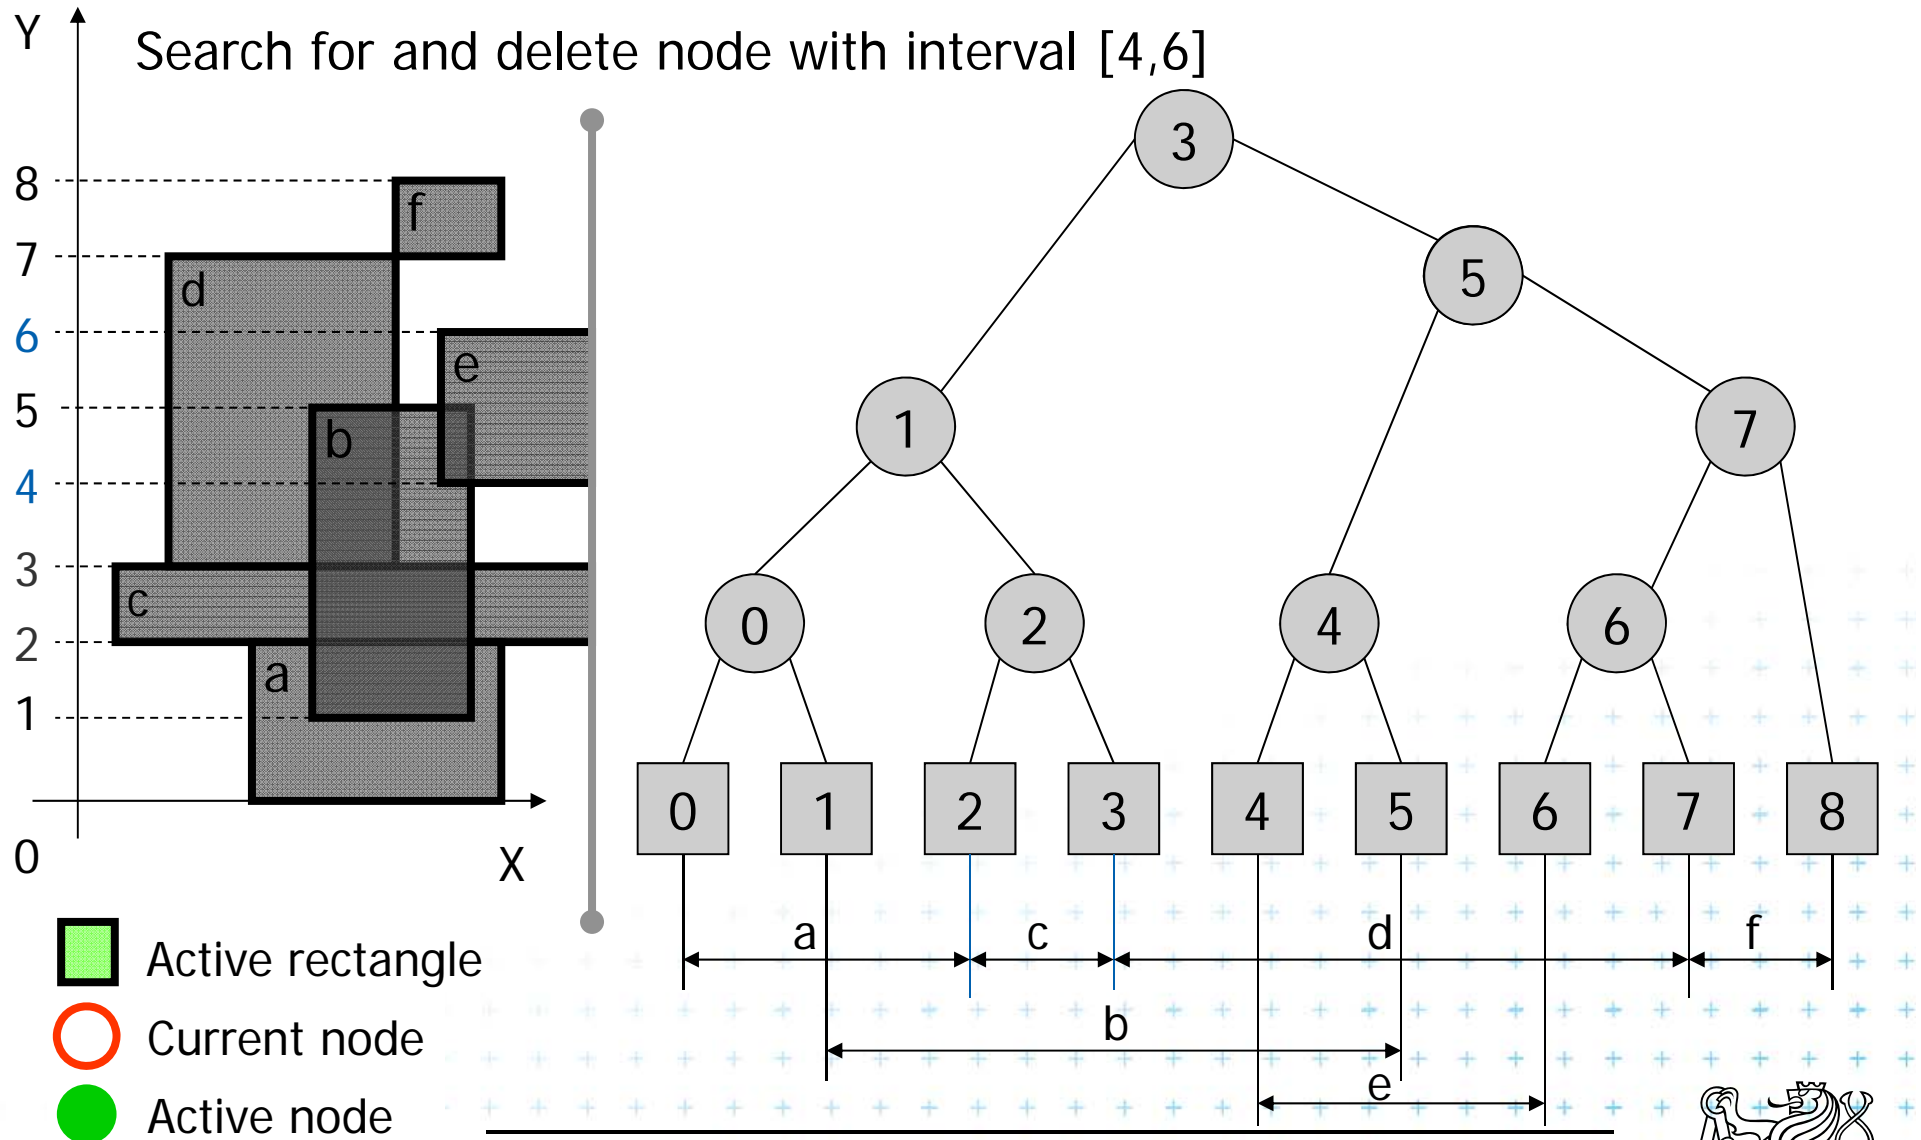 Y
Search for and delete node with interval [4,6]
3
8
f
7
d
5
6
e
5
b
1
7
4
3
c
0
2
4
6
2
a
1
0
1
2
3
4
5
6
7
8
0
X
a
c
d
f
Active rectangle
b
Current node
e
Active node